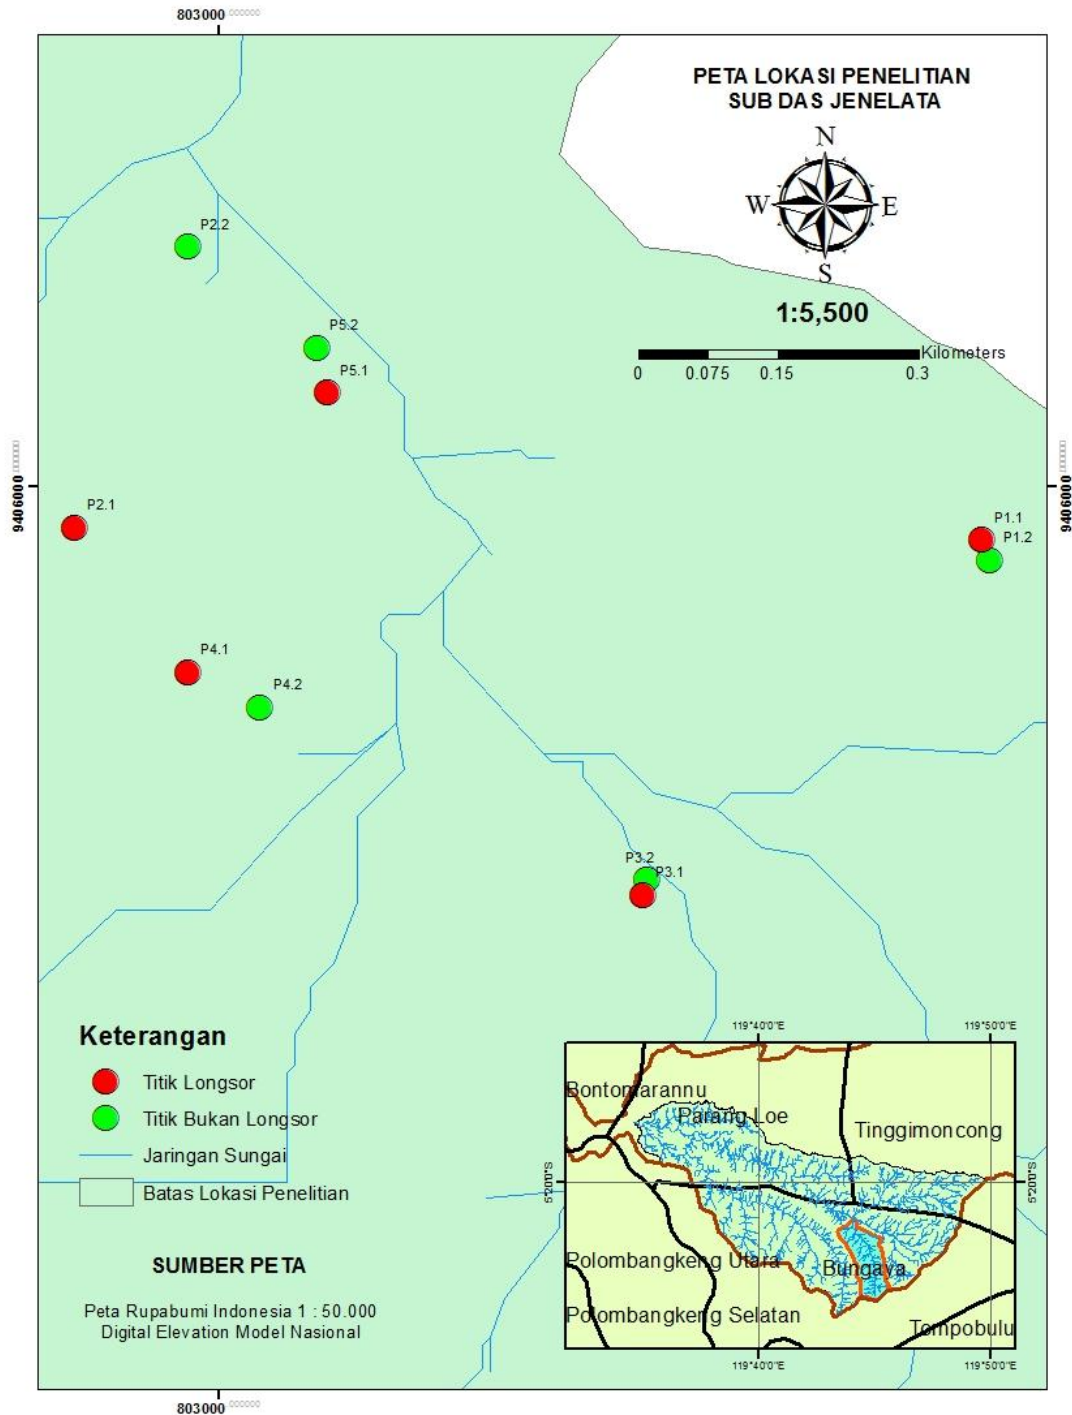 803000
PETA LOKASI PENELITIAN
SUB DAS JENELATA
N
W E
S
1:5,500
Kilometers
0 0.075 0.15 0.3
P2.2
P5.2
P5.1
9406000
9406000
P2.1
P1.1
P1.2
P4.1
P4.2
P3.2
P3.1
Keterangan
Titik Longsor
Titik Bukan Longsor
Jaringan Sungai
Batas Lokasi Penelitian
SUMBER PETA
Peta Rupabumi Indonesia 1 : 50.000
Digital Elevation Model Nasional
119°40'0"E 119°50'0"E
Bontomarannu
Parang Loe
Tinggimoncong
5°20'0"S
5°20'0"S
Polombangkeng Utara
Bungaya
Polombangkeng Selatan
Tompobulu
119°40'0"E 119°50'0"E
803000